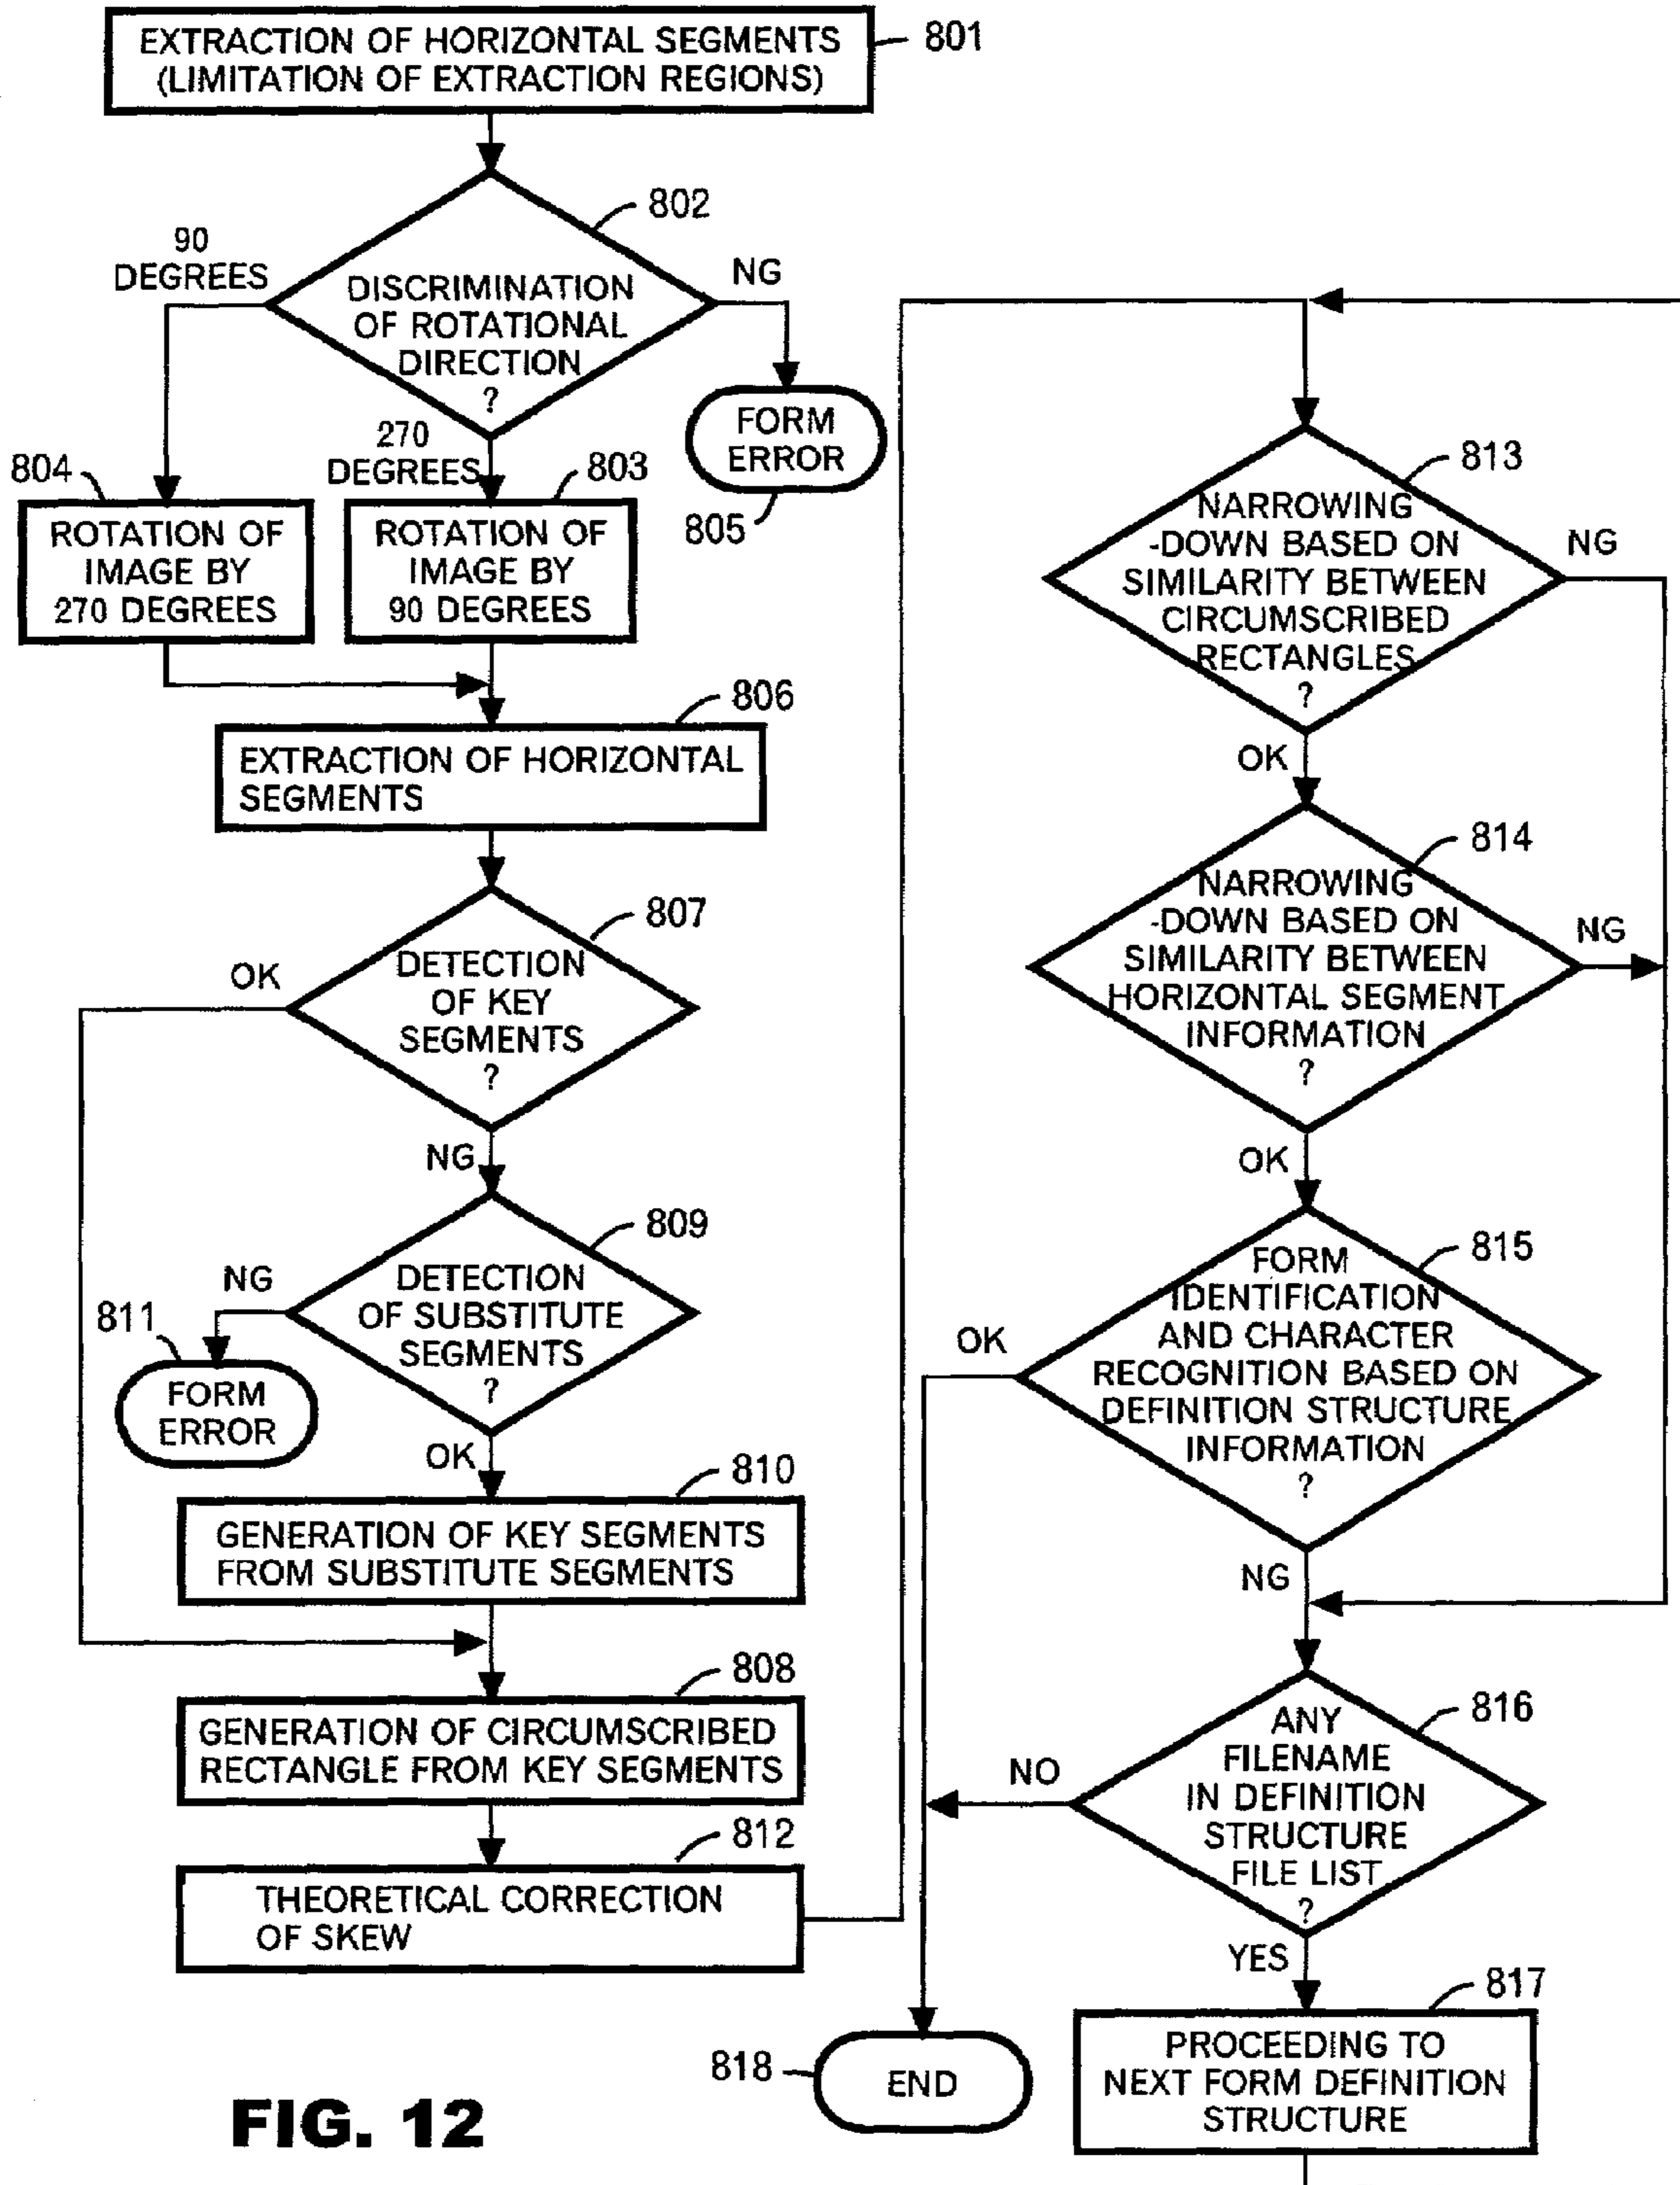 EXTRACTION OF HORIZONTAL SEGMENTS
(LIMITATION OF EXTRACTION REGIONS)
801
802
90
DEGREES
NG
DISCRIMINATION
OF ROTATIONAL
DIRECTION
?
FORM
ERROR
805
270
DEGREES
804
803
ROTATION OF
IMAGE BY
270 DEGREES
ROTATION OF
IMAGE BY
90 DEGREES
806
EXTRACTION OF HORIZONTAL
SEGMENTS
807
OK
DETECTION
OF KEY
SEGMENTS
?
NG
809
NG
DETECTION
OF SUBSTITUTE
SEGMENTS
?
811
FORM
ERROR
OK
810
GENERATION OF KEY SEGMENTS
FROM SUBSTITUTE SEGMENTS
808
GENERATION OF CIRCUMSCRIBED
RECTANGLE FROM KEY SEGMENTS
812
THEORETICAL CORRECTION
OF SKEW
813
NARROWING
-DOWN BASED ON
SIMILARITY BETWEEN
CIRCUMSCRIBED
RECTANGLES
?
NG
OK
814
NARROWING
-DOWN BASED ON
SIMILARITY BETWEEN
HORIZONTAL SEGMENT
INFORMATION
?
NG
OK
815
FORM
IDENTIFICATION
AND CHARACTER
RECOGNITION BASED ON
DEFINITION STRUCTURE
INFORMATION
?
OK
NG
816
ANY
FILENAME
IN DEFINITION
STRUCTURE
FILE LIST
?
NO
YES
817
PROCEEDING TO
NEXT FORM DEFINITION
STRUCTURE
818
END
FIG. 12